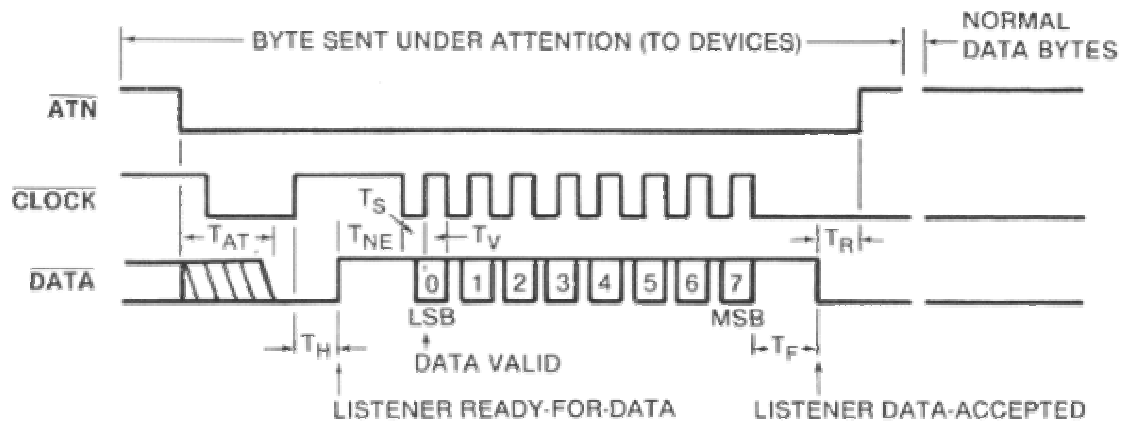 BYTE SENT UNDER ATTENTION (TO DEVICES)
NORMAL
DATA BYTES
ATN
CLOCK
TS
TAT
TNE
TV
TR
DATA
0 1 2 3 4 5 6 7
LSB
MSB
TH
DATA VALID
TF
LISTENER READY-FOR-DATA
LISTENER DATA-ACCEPTED